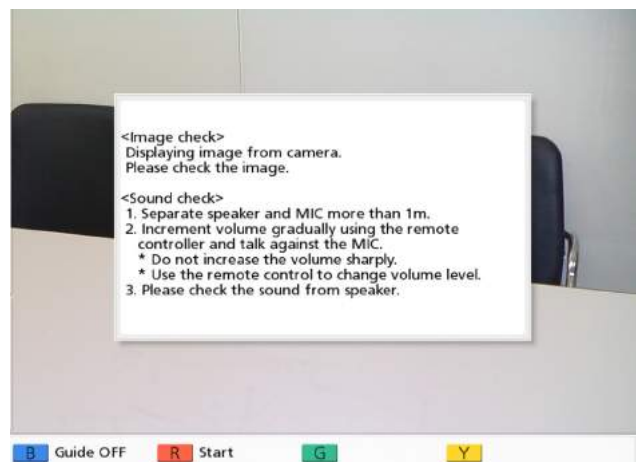 <Image check>
Displaying image from camera.
Please check the image.
<Sound check>
1. Separate speaker and MIC more than 1m.
2. Increment volume gradually using the remote
controller and talk against the MIC.
* Do not increase the volume sharply.
* Use the remote control to change volume level.
3. Please check the sound from speaker.
B Guide OFF R Start G Y